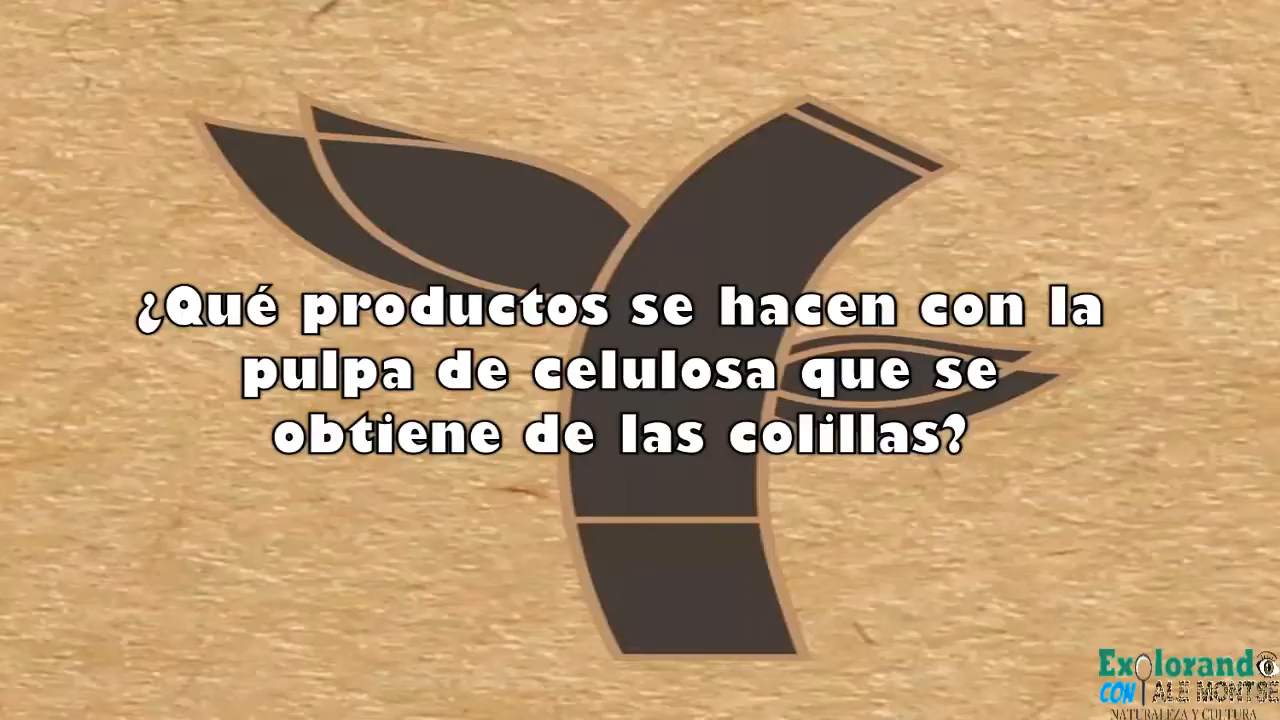 ¿Qué productos se hacen con la
pulpa de celulosa que se
obtiene de las colillas?
Explorando
CON ALE MONTSE
NATURALEZA Y CULTURA